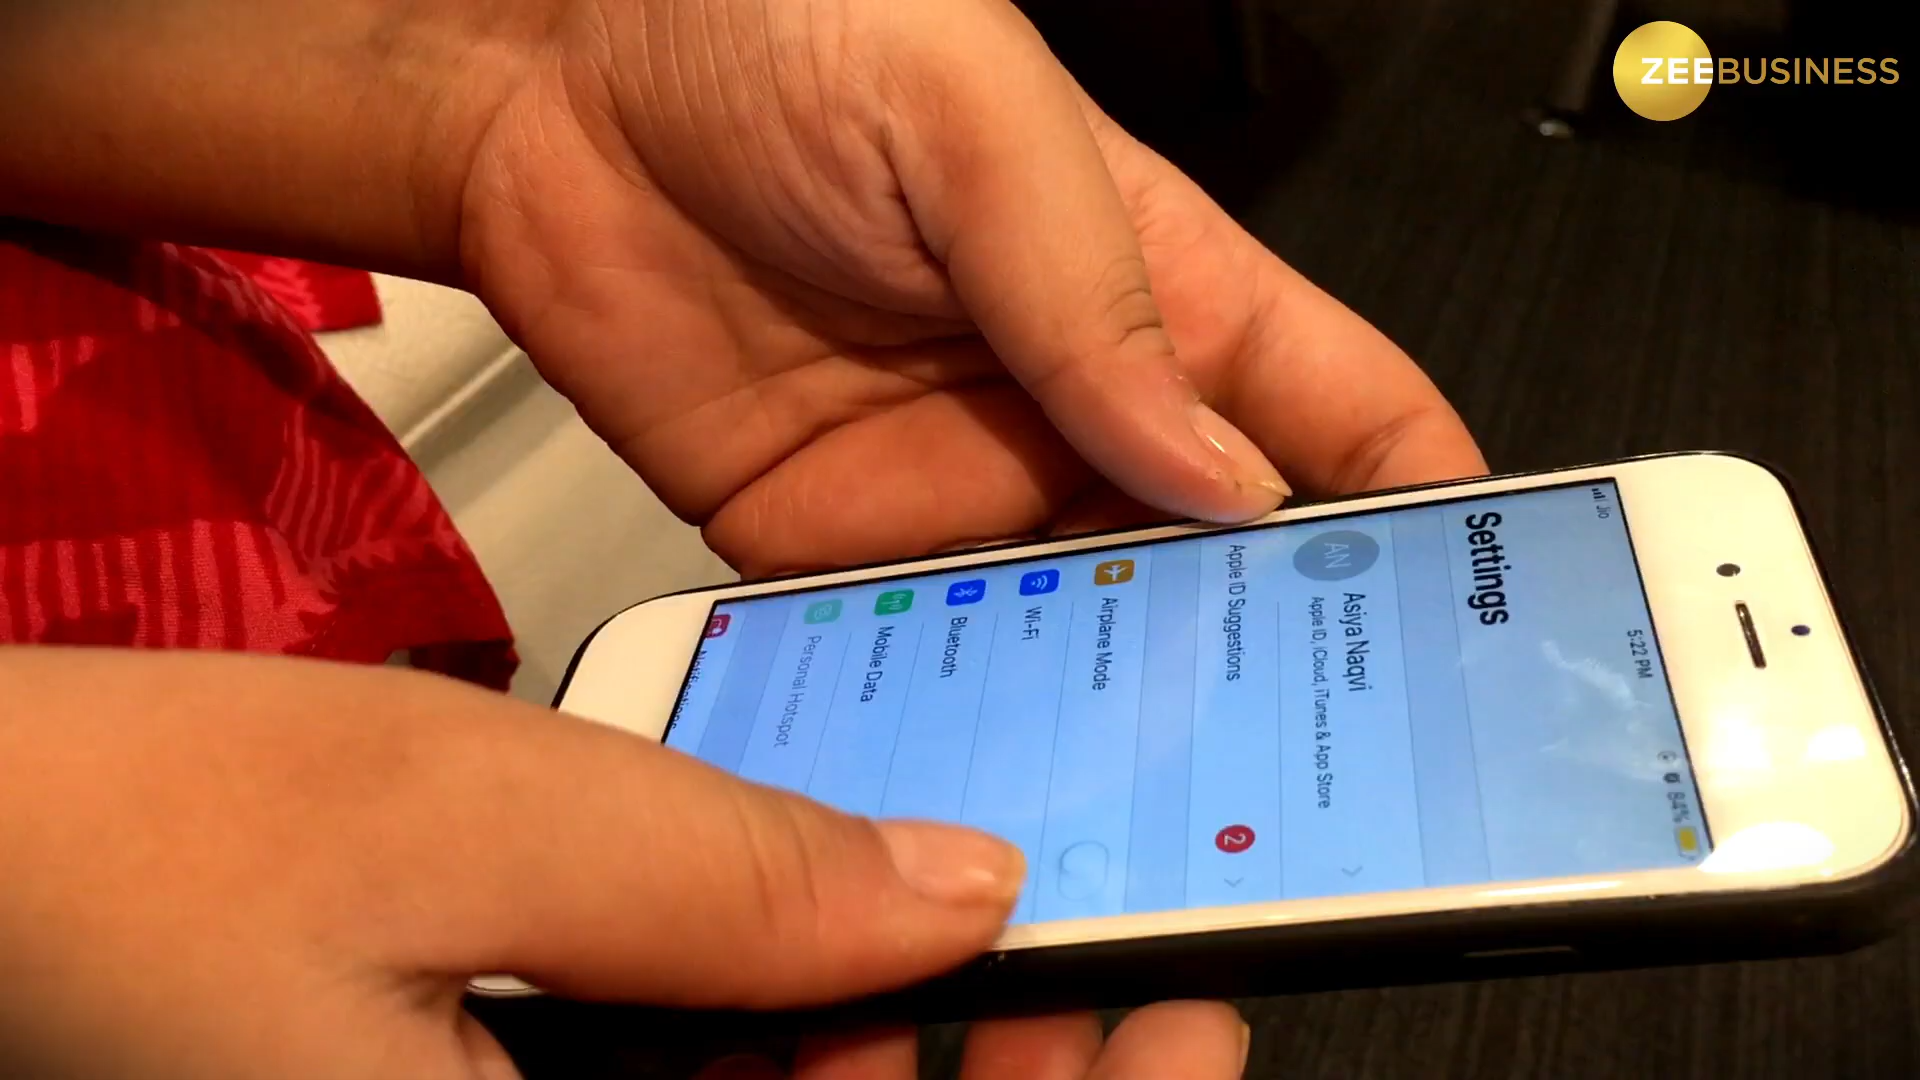 ZEEBUSINESS
Jio
5:22 PM
84%
Settings
AN
Asiya Naqvi
Apple ID, iCloud, iTunes & App Store
Apple ID Suggestions
2
Airplane Mode
Wi-Fi
Bluetooth
Mobile Data
Personal Hotspot
Notifications